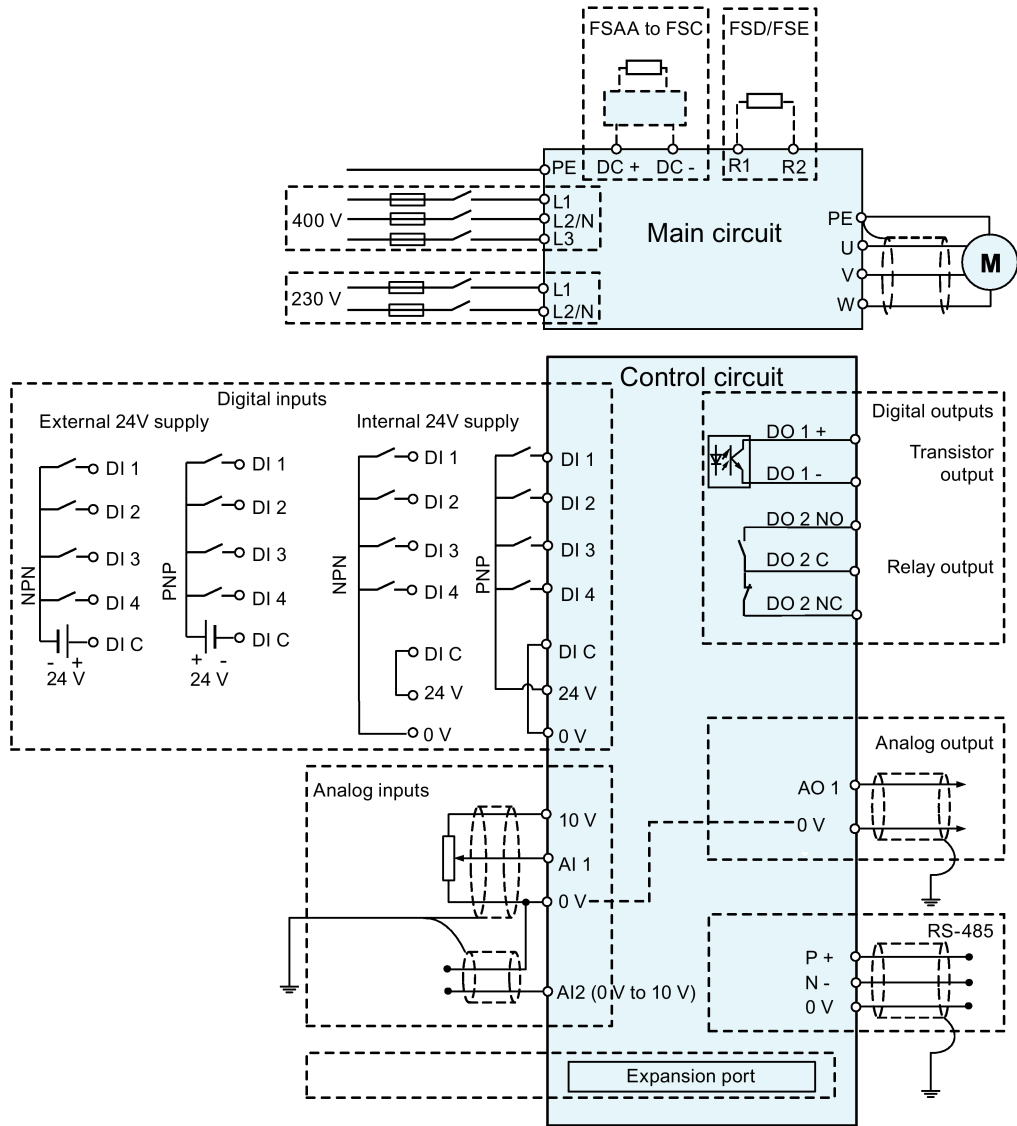 FSAA to FSC
FSD/FSE
DC +
DC -
R1
R2
PE
400 V
L1
L2/N
L3
230 V
L1
L2/N
Main circuit
PE
U
V
W
M
Control circuit
Digital inputs
External 24V supply
Internal 24V supply
NPN
DI 1
DI 2
DI 3
DI 4
DI C
- +
24 V
PNP
DI 1
DI 2
DI 3
DI 4
DI C
+ -
24 V
NPN
DI 1
DI 2
DI 3
DI 4
DI C
24 V
0 V
PNP
DI 1
DI 2
DI 3
DI 4
DI C
24 V
0 V
Digital outputs
Transistor
output
DO 1 +
DO 1 -
DO 2 NO
DO 2 C
DO 2 NC
Relay output
Analog inputs
10 V
AI 1
0 V
AI2 (0 V to 10 V)
Analog output
AO 1
0 V
RS-485
P +
N -
0 V
Expansion port